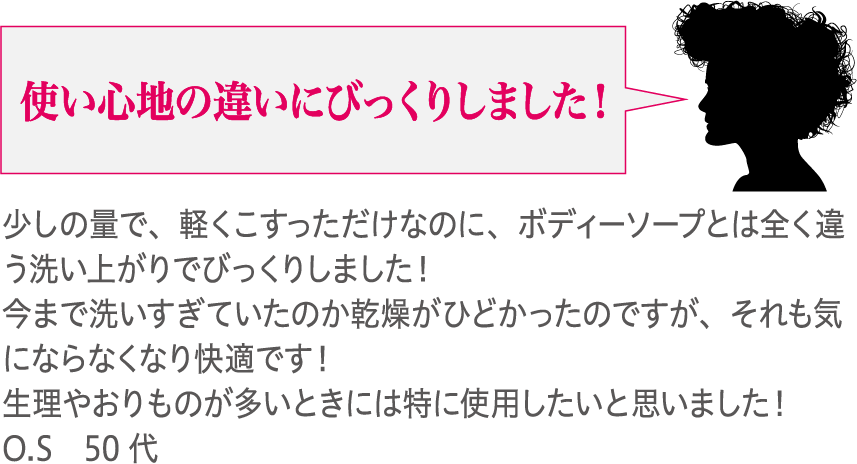 使い心地の違いにびっくりしました！
少しの量で、軽くこすっただけなのに、ボディーソープとは全く違
う洗い上がりでびっくりしました！
今まで洗いすぎていたのか乾燥がひどかったのですが、それも気
にならなくなり快適です！
生理やおりものが多いときには特に使用したいと思いました！
O.S　50 代